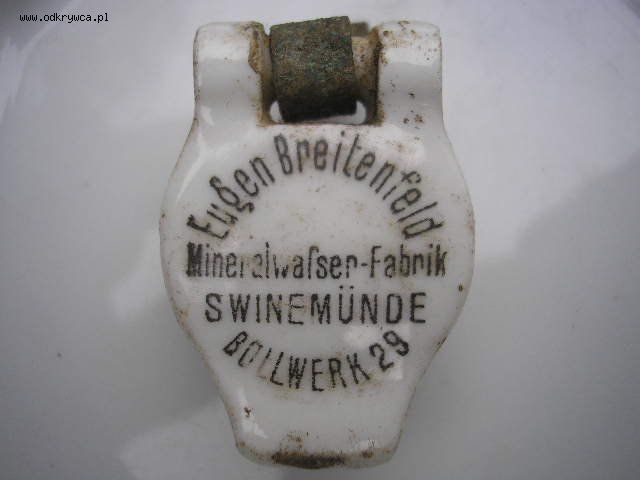 www.odkrywca.pl
Eugen Breitenfeld
Mineralwaſser-Fabrik
SWINEMÜNDE
BOLLWERK 29